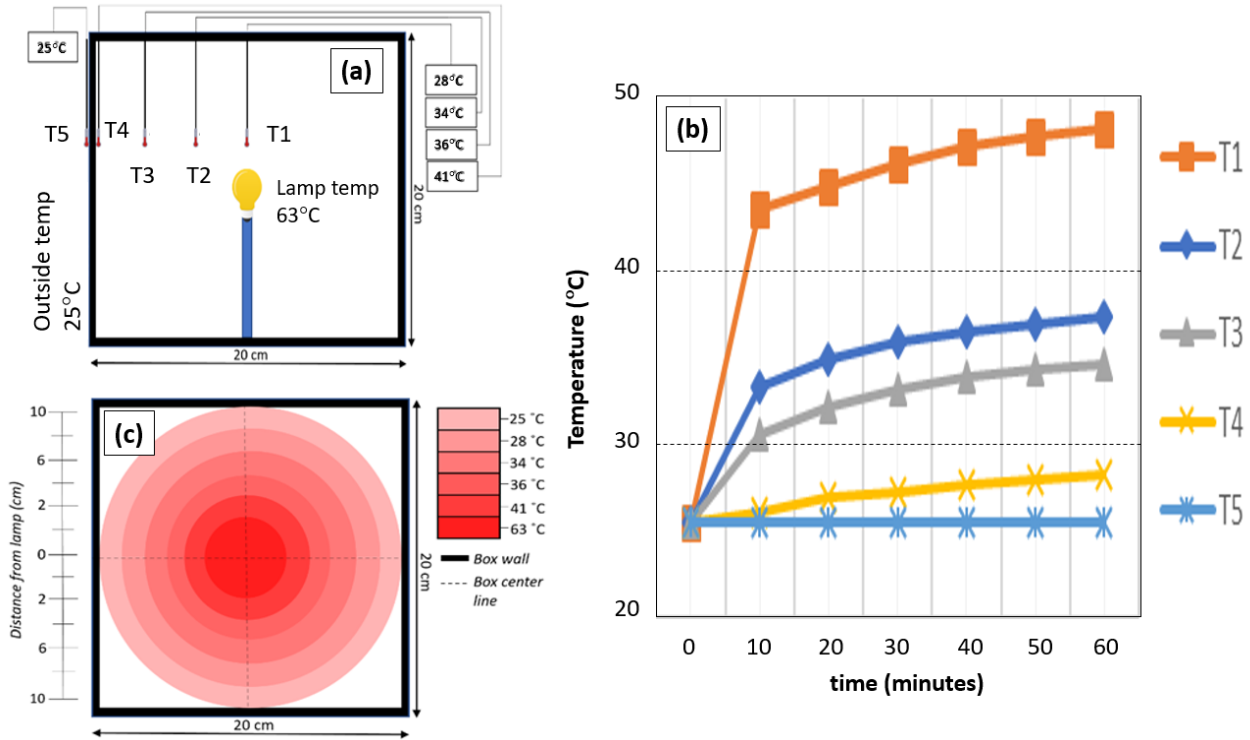 25°C
(a)
28°C
34°C
36°C
41°C
T5
T4
T1
T3
T2
Lamp temp
63°C
Outside temp
25°C
20 cm
20 cm
(c)
10
6
2
0
2
6
10
Distance from lamp (cm)
25 °C
28 °C
34 °C
36 °C
41 °C
63 °C
Box wall
Box center
line
20 cm
20 cm
(b)
50
40
30
20
Temperature (°C)
0 10 20 30 40 50 60
time (minutes)
T1
T2
T3
T4
T5